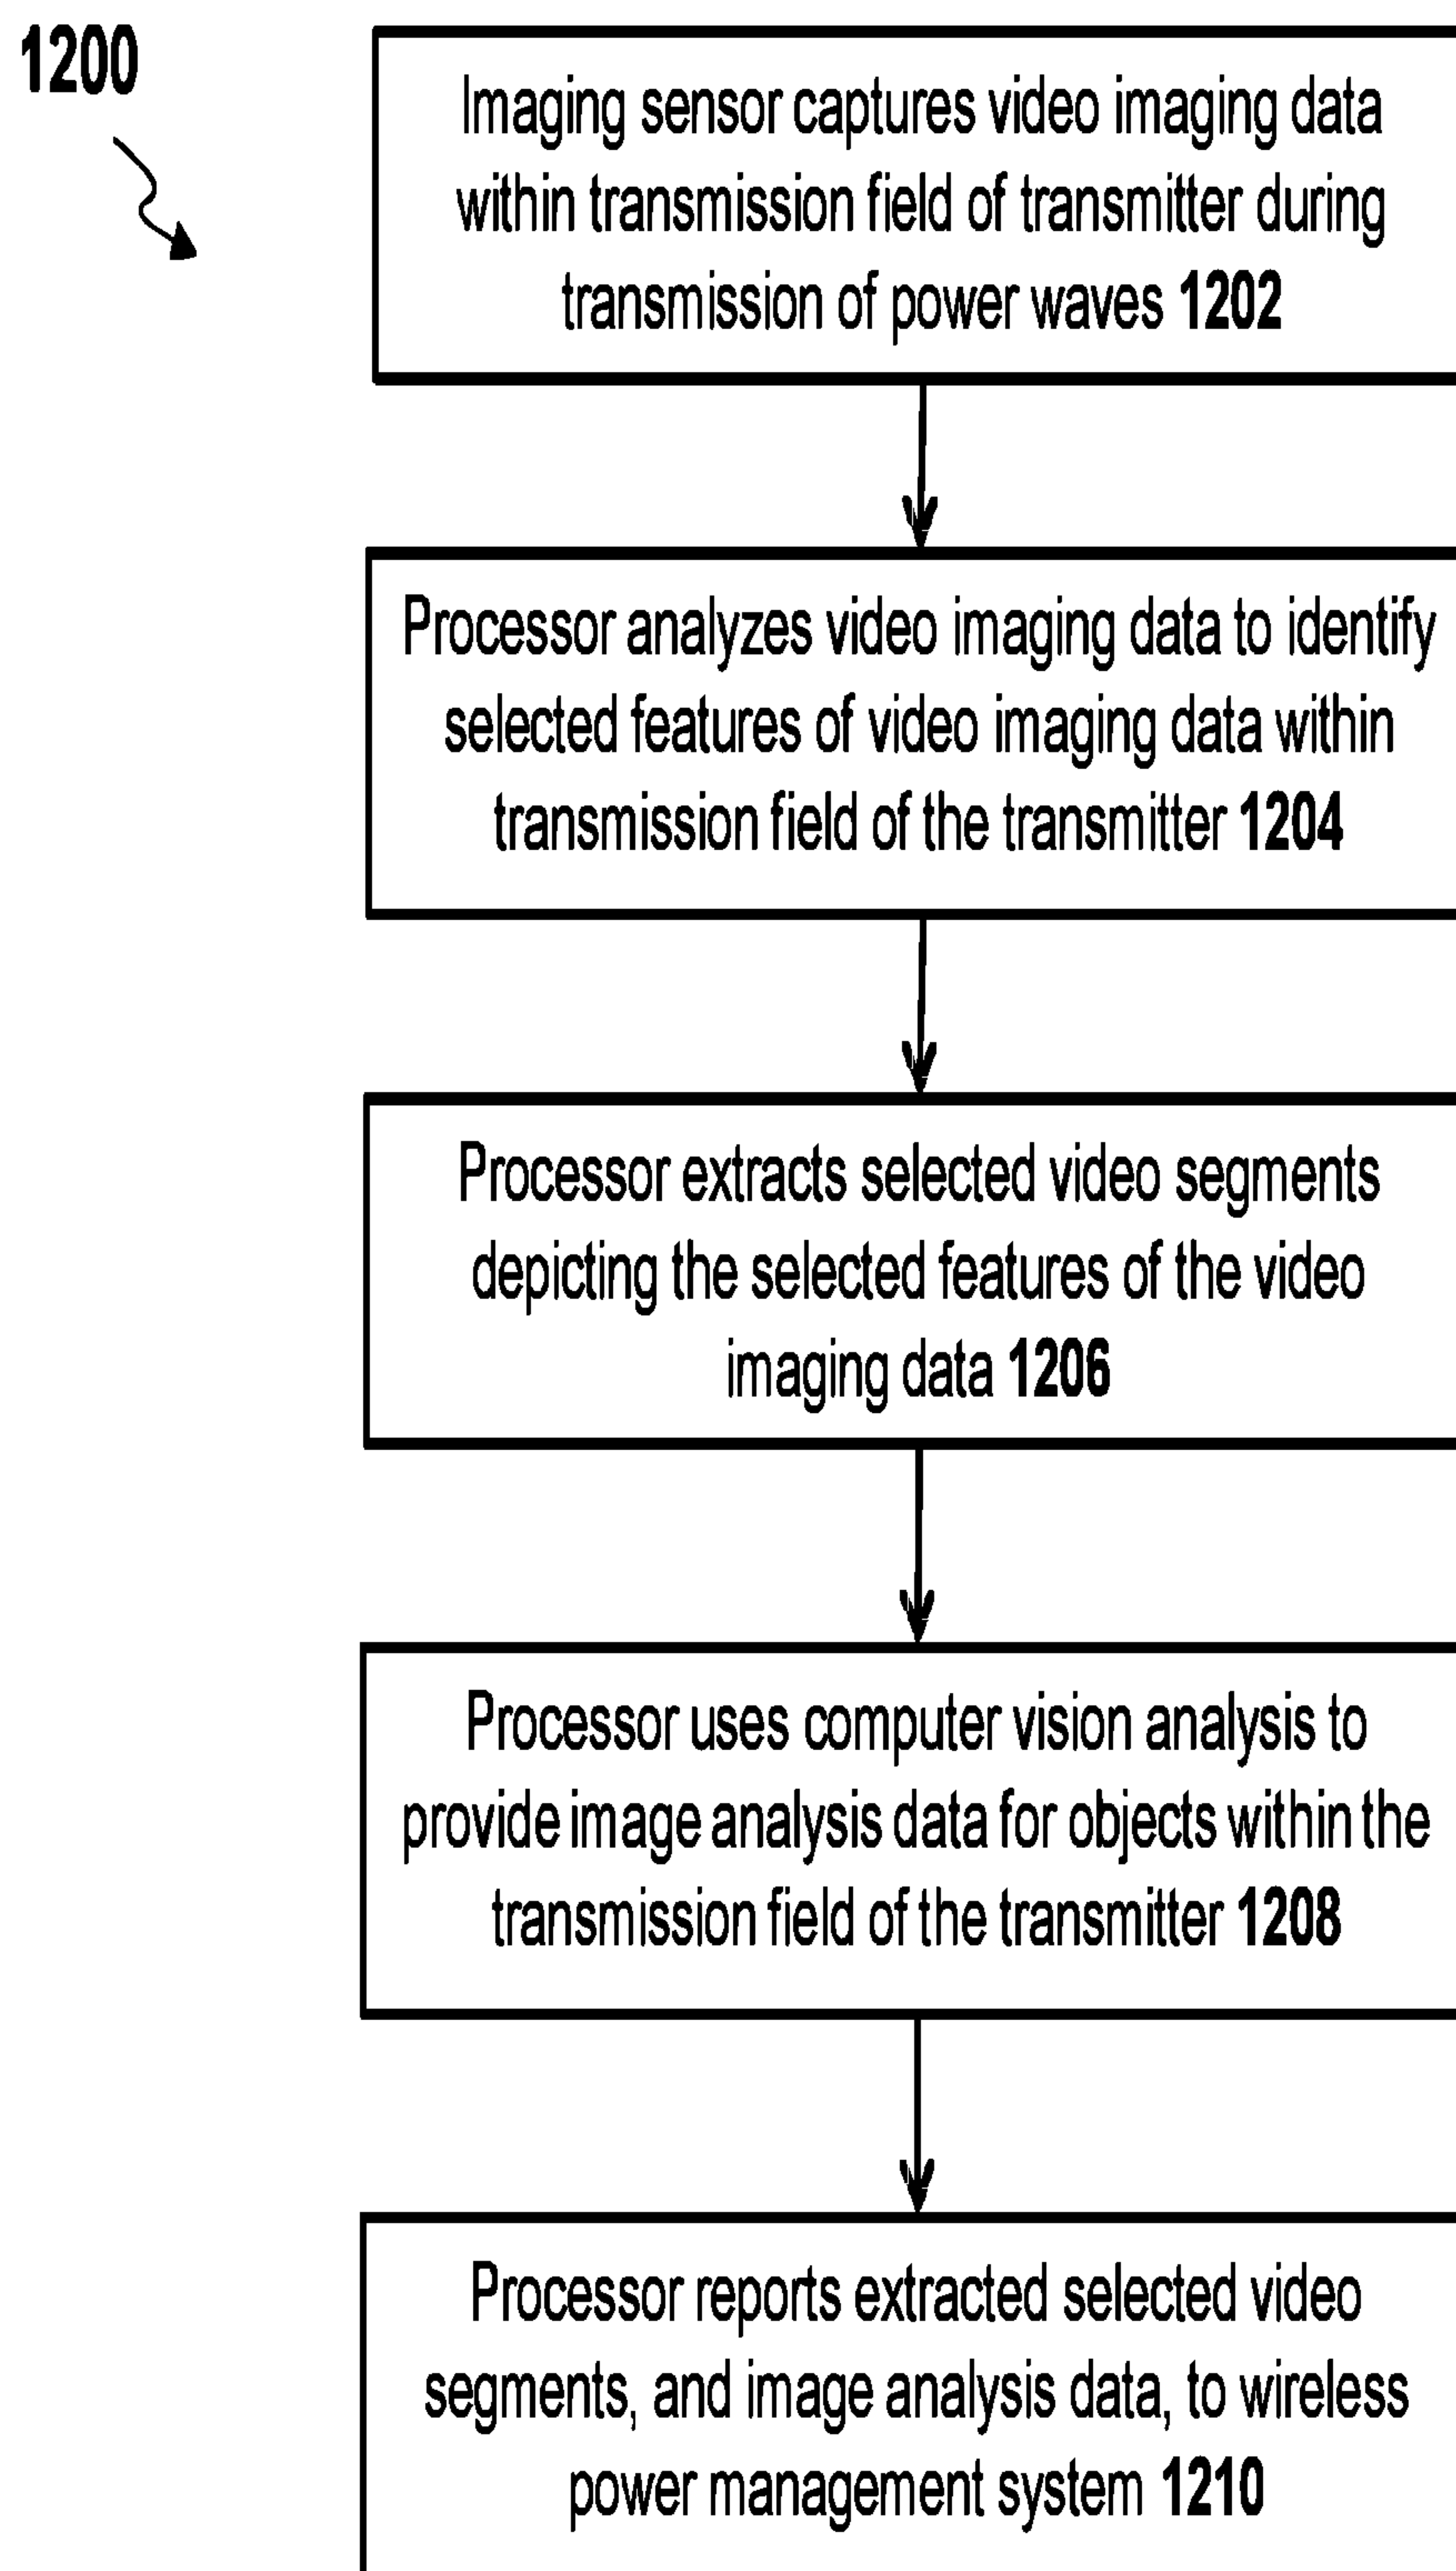 1200
Imaging sensor captures video imaging data
within transmission field of transmitter during
transmission of power waves 1202
Processor analyzes video imaging data to identify
selected features of video imaging data within
transmission field of the transmitter 1204
Processor extracts selected video segments
depicting the selected features of the video
imaging data 1206
Processor uses computer vision analysis to
provide image analysis data for objects within the
transmission field of the transmitter 1208
Processor reports extracted selected video
segments, and image analysis data, to wireless
power management system 1210